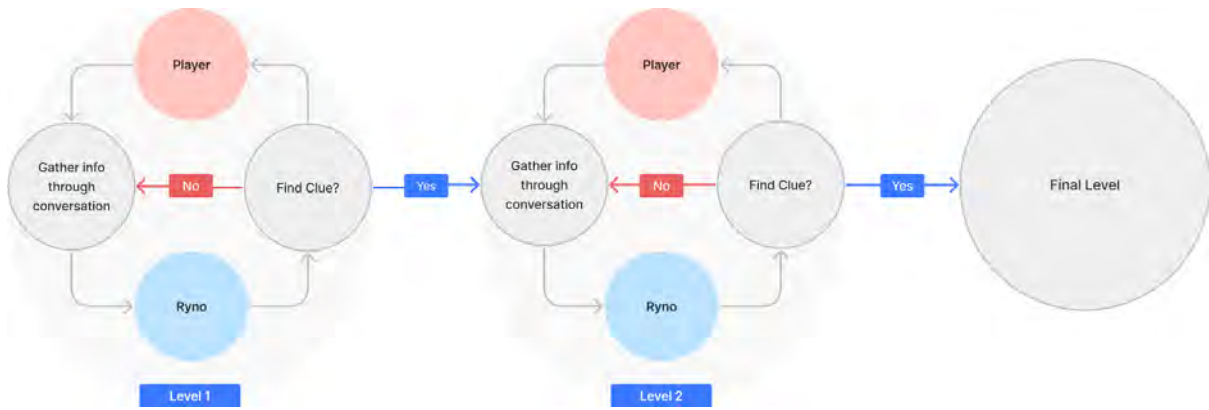 Player
Gather info
through
conversation
No
Find Clue?
Yes
Ryno
Level 1
Player
Gather info
through
conversation
No
Find Clue?
Yes
Ryno
Level 2
Final Level